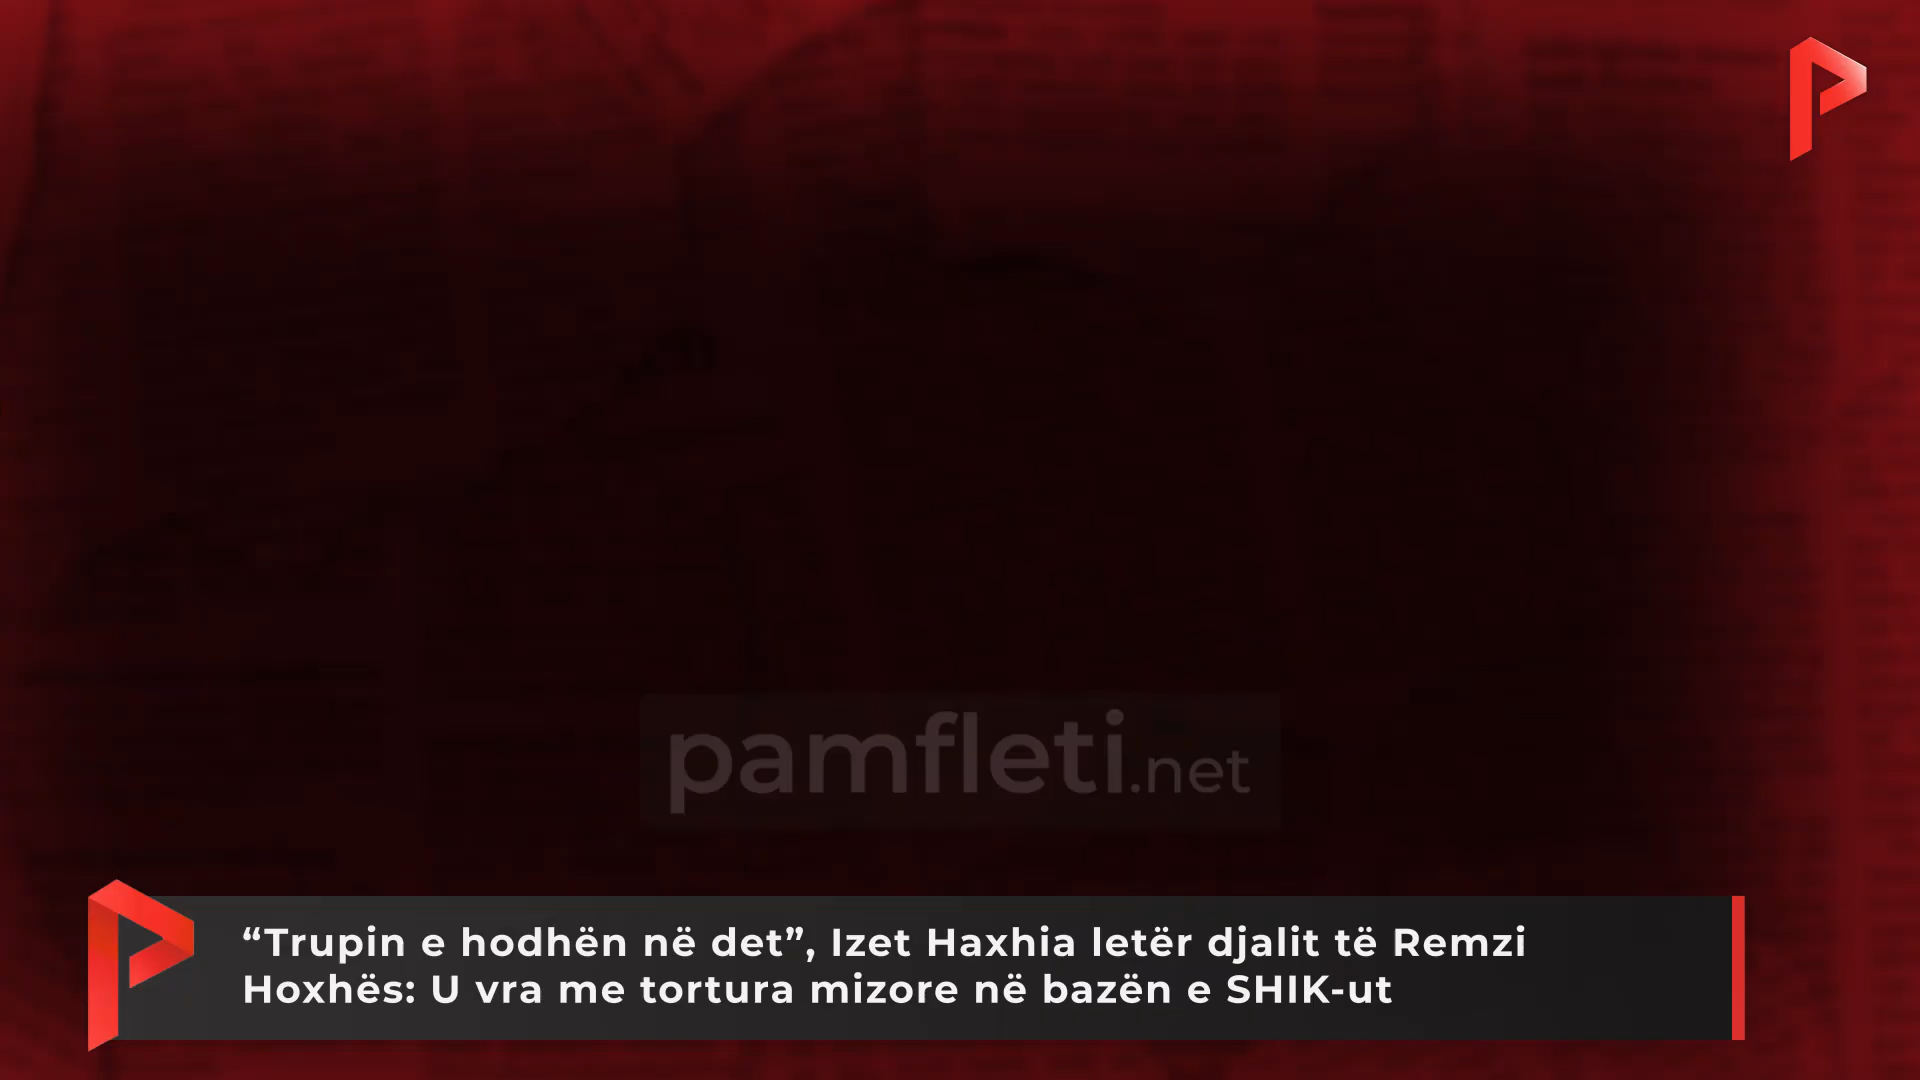 pamfleti.net
“Trupin e hodhën në det”, Izet Haxhia letër djalit të Remzi
Hoxhës: U vra me tortura mizore në bazën e SHIK-ut